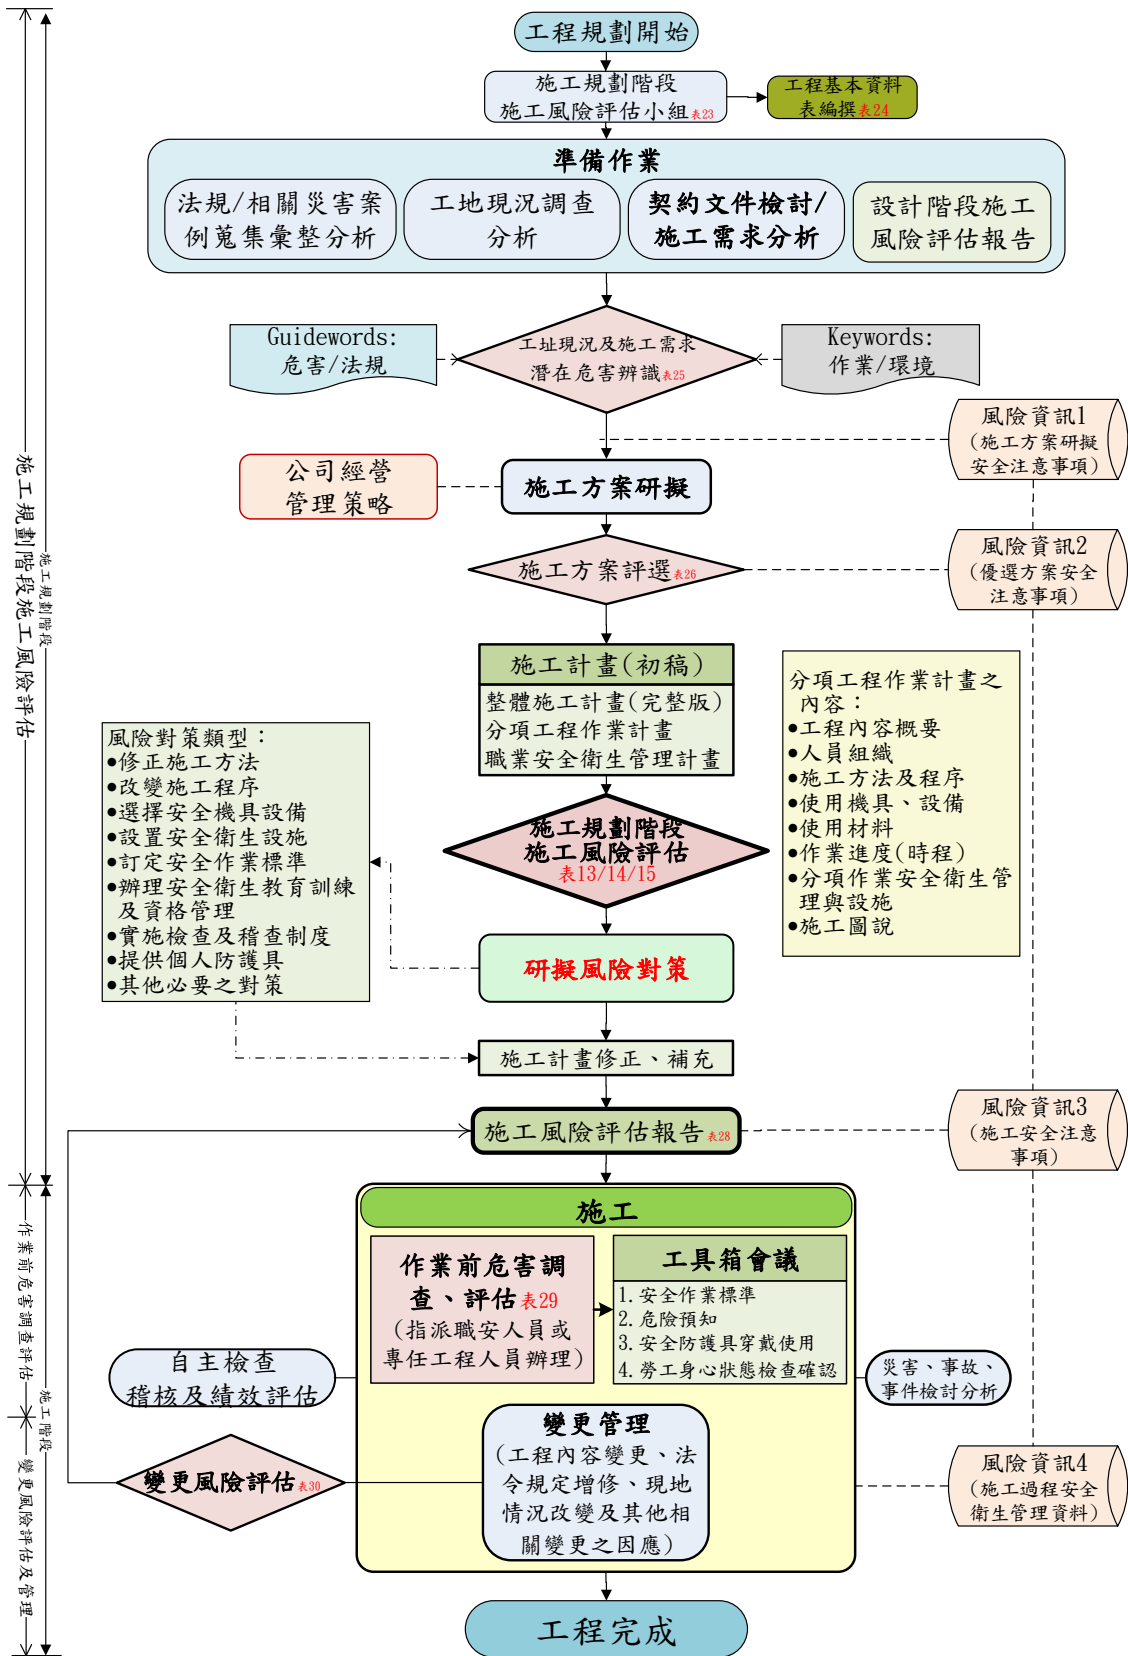 工程規劃開始
施工規劃階段
施工風險評估小組表23
工程基本資料
表編撰表24
準備作業
法規/相關災害案
例蒐集彙整分析
工地現況調查
分析
契約文件檢討/
施工需求分析
設計階段施工
風險評估報告
Guidewords:
危害/法規
工址現況及施工需求
潛在危害辨識表25
Keywords:
作業/環境
風險資訊1
(施工方案研擬
安全注意事項)
公司經營
管理策略
施工方案研擬
風險資訊2
(優選方案安全
注意事項)
施工方案評選表26
施工計畫(初稿)
整體施工計畫(完整版)
分項工程作業計畫
職業安全衛生管理計畫
分項工程作業計畫之
內容：
●工程內容概要
●人員組織
●施工方法及程序
●使用機具、設備
●使用材料
●作業進度(時程)
●分項作業安全衛生管
理與設施
●施工圖說
風險對策類型：
●修正施工方法
●改變施工程序
●選擇安全機具設備
●設置安全衛生設施
●訂定安全作業標準
●辦理安全衛生教育訓練
及資格管理
●實施檢查及稽查制度
●提供個人防護具
●其他必要之對策
施工規劃階段
施工風險評估
表13/14/15
研擬風險對策
施工計畫修正、補充
施工風險評估報告表28
風險資訊3
(施工安全注意
事項)
施工
作業前危害調
查、評估表29
(指派職安人員或
專任工程人員辦理)
工具箱會議
1.安全作業標準
2.危險預知
3.安全防護具穿戴使用
4.勞工身心狀態檢查確認
自主檢查
稽核及績效評估
災害、事故、
事件檢討分析
變更管理
(工程內容變更、法
令規定增修、現地
情況改變及其他相
關變更之因應)
變更風險評估表30
風險資訊4
(施工過程安全
衛生管理資料)
工程完成
施工規劃階段施工風險評估
施工規劃階段
作業前危害調查評估
施工階段
變更風險評估及管理